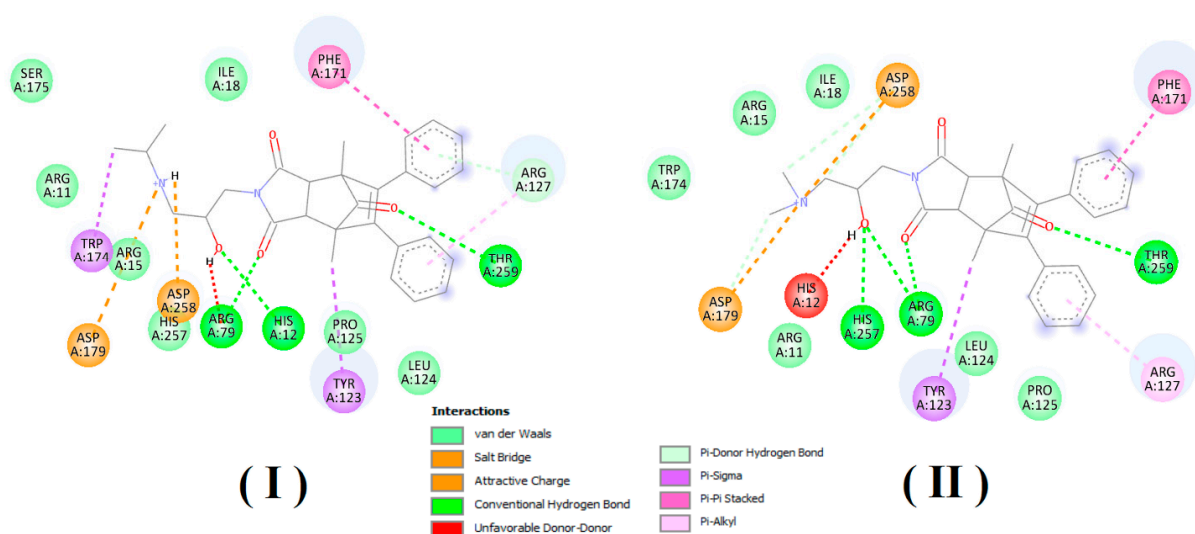 SER
A:175
ILE
A:18
PHE
A:171
ARG
A:11
ARG
A:127
TRP
A:174
ARG
A:15
THR
A:259
ASP
A:258
HIS
A:257
ARG
A:79
HIS
A:12
PRO
A:125
ASP
A:179
LEU
A:124
TYR
A:123
O
O
N
N+
H
O
H
O
O
( I )
ILE
A:18
ASP
A:258
PHE
A:171
ARG
A:15
TRP
A:174
THR
A:259
HIS
A:12
ASP
A:179
HIS
A:257
ARG
A:79
ARG
A:11
LEU
A:124
ARG
A:127
TYR
A:123
PRO
A:125
O
N
N+
O
H
O
O
( II )
Interactions
van der Waals
Salt Bridge
Attractive Charge
Conventional Hydrogen Bond
Unfavorable Donor-Donor
Pi-Donor Hydrogen Bond
Pi-Sigma
Pi-Pi Stacked
Pi-Alkyl